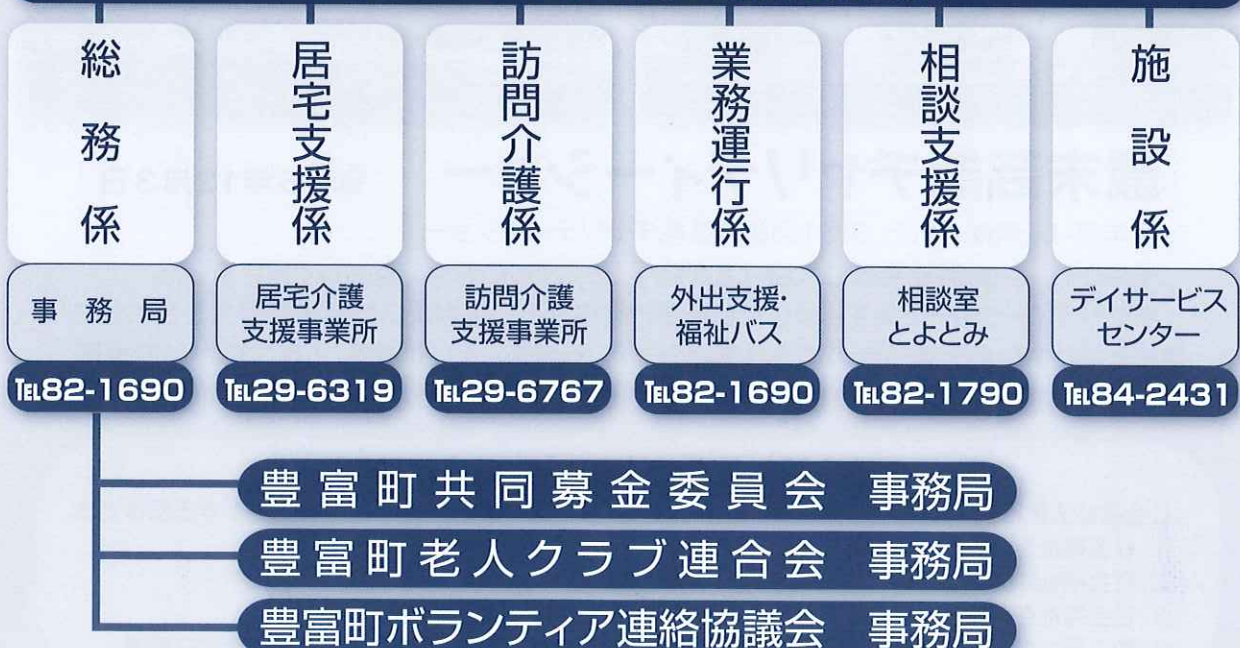 総務係
事務局
TEL82-1690
居宅支援係
居宅介護
支援事業所
TEL29-6319
訪問介護係
訪問介護
支援事業所
TEL29-6767
業務運行係
外出支援・
福祉バス
TEL82-1690
相談支援係
相談室
とよとみ
TEL82-1790
施設係
デイサービス
センター
TEL84-2431
豊富町共同募金委員会 事務局
豊富町老人クラブ連合会 事務局
豊富町ボランティア連絡協議会 事務局